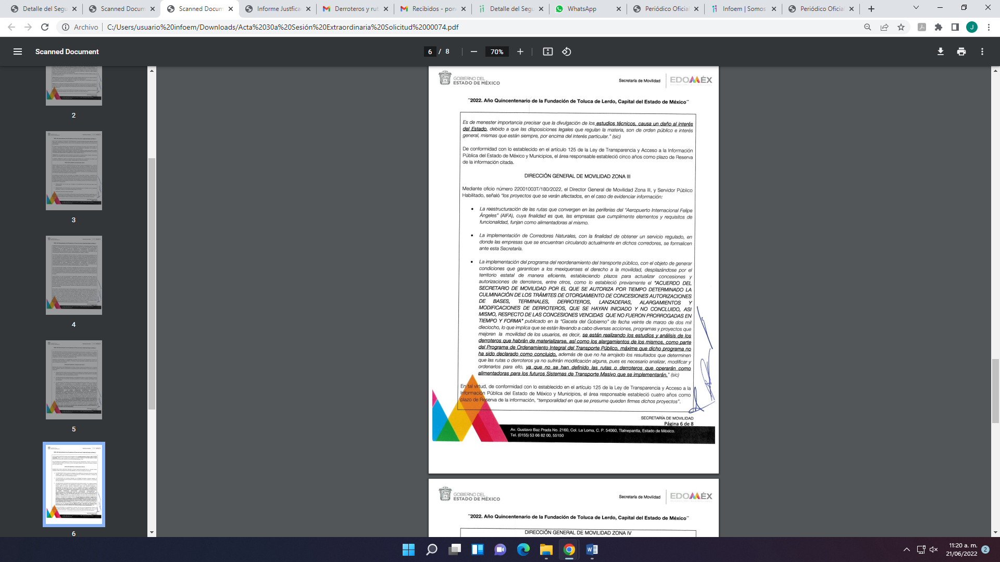 Detalle del Segu
Scanned Docum
Scanned Docum
Informe Justfica
Derroteros y rut
Recibidos - pon
Detalle del Segu
WhatsApp
Periódico Oficial
Infoem | Somos
Periódico Oficial
Archivo
C:/Users/usuario%20infoem/Downloads/Acta%2030a%20Sesión%20Extraordinaria%20Solicitud%2000074.pdf
J
Scanned Document
6 / 8
70%
2
3
4
5
6
GOBIERNO DEL
ESTADO DE MÉXICO
Secretaría de Movilidad
EDOMÉX
"2022. Año Quincentenario de la Fundación de Toluca de Lerdo, Capital del Estado de México"
Es de menester importancia precisar que la divulgación de los estudios técnicos, causa un daño al interés
del Estado, debido a que las disposiciones legales que regulan la materia, son de orden público e interés
general, mismas que están siempre, por encima del interés particular." (sic)
De conformidad con lo establecido en el artículo 125 de la Ley de Transparencia y Acceso a la Información
Pública del Estado de México y Municipios, el área responsable estableció cinco años como plazo de Reserva
de la información citada.
DIRECCIÓN GENERAL DE MOVILIDAD ZONA III
Mediante oficio número 22001003T/180/2022, el Director General de Movilidad Zona III, y Servidor Público
Habilitado, señaló "los proyectos que se verán afectados, en el caso de evidenciar información:
• La reestructuración de las rutas que convergen en las periferias del "Aeropuerto Internacional Felipe
Ángeles" (AIFA), cuya finalidad es que, las empresas que cumplimente elementos y requisitos de
funcionalidad, funjan como alimentadoras al mismo.
• La implementación de Corredores Naturales, con la finalidad de obtener un servicio regulado, en
donde las empresas que se encuentran circulando actualmente en dichos corredores, se formalicen
ante esta Secretaría.
• La implementación del programa del reordenamiento del transporte público, con el objeto de generar
condiciones que garanticen a los mexiquenses el derecho a la movilidad, desplazándose por el
territorio estatal de manera eficiente, estableciendo plazos para actualizar concesiones y
autorizaciones de derroteros, entre otros, como lo estableció previamente el "ACUERDO DEL
SECRETARIO DE MOVILIDAD POR EL QUE SE AUTORIZA POR TIEMPO DETERMINADO LA
CULMINACIÓN DE LOS TRÁMITES DE OTORGAMIENTO DE CONCESIONES AUTORIZACIONES
DE BASES, TERMINALES, DERROTEROS, LANZADERAS, ALARGAMIENTOS Y
MODIFICACIONES DE DERROTEROS, QUE SE HAYAN INICIADO Y NO CONCLUIDO, ASI
MISMO, RESPECTO DE LAS CONCESIONES VENCIDAS QUE NO FUERON PRORROGADAS EN
TIEMPO Y FORMA" publicado en la "Gaceta del Gobierno" de fecha veinte de marzo de dos mil
dieciocho, lo que implica que se están llevando a cabo diversas acciones, programas y proyectos que
mejoren la movilidad de los usuarios, es decir, se están realizando los estudios y análisis de los
derroteros que habrán de materializarse, así como los alargamientos de los mismos, como parte
del Programa de Ordenamiento Integral del Transporte Público, máxime que dicho programa no
ha sido declarado como concluido, además de que no ha arrojado los resultados que determinen
que las rutas o derroteros ya no sufrirán modificación alguna, pues es necesario analizar, modificar y
ordenarlos para ello, ya que no se han definido las rutas o derroteros que operarán como
alimentadoras para los futuros Sistemas de Transporte Masivo que se implementarán." (sic)
En tal virtud, de conformidad con lo establecido en el artículo 125 de la Ley de Transparencia y Acceso a la
Información Pública del Estado de México y Municipios, el área responsable estableció cuatro años como
plazo de Reserva de la información, "temporalidad en que se presume queden firmes dichos proyectos".
SECRETARÍA DE MOVILIDAD
Página 6 de 8
Av. Gustavo Baz Prada No. 2160, Col. La Loma, C. P. 54060, Tlalnepantla, Estado de México.
Tel. (0155) 53 66 82 00, 55150
GOBIERNO DEL
ESTADO DE MÉXICO
Secretaría de Movilidad
EDOMÉX
"2022. Año Quincentenario de la Fundación de Toluca de Lerdo, Capital del Estado de México"
DIRECCIÓN GENERAL DE MOVILIDAD ZONA IV
11:20 a. m.
21/06/2022
2